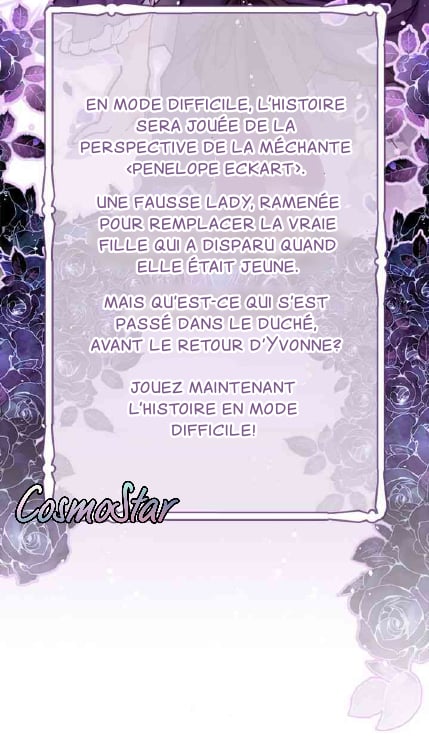 EN MODE DIFFICILE, L'HISTOIRE
SERA JOUÉE DE LA
PERSPECTIVE DE LA MÉCHANTE
<PENELOPE ECKART>.
UNE FAUSSE LADY, RAMENÉE
POUR REMPLACER LA VRAIE
FILLE QUI A DISPARU QUAND
ELLE ÉTAIT JEUNE.
MAIS QU'EST-CE QUI S'EST
PASSÉ DANS LE DUCHÉ,
AVANT LE RETOUR D'YVONNE?
JOUEZ MAINTENANT
L'HISTOIRE EN MODE
DIFFICILE!
CosmoStar